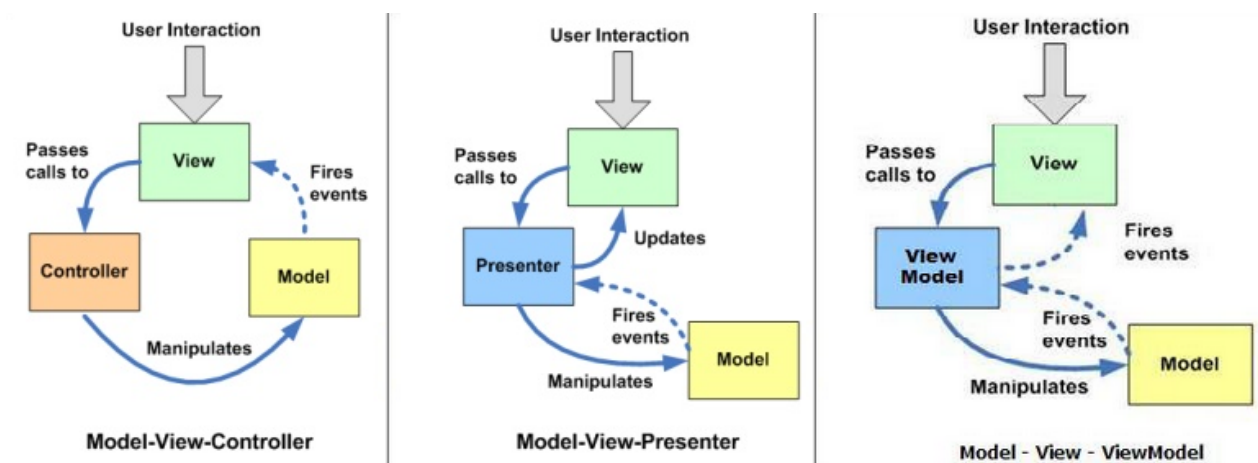 User Interaction
View
Passes
calls to
Fires
events
Controller
Model
Manipulates
Model-View-Controller
User Interaction
View
Passes
calls to
Updates
Presenter
Fires
events
Model
Manipulates
Model-View-Presenter
User Interaction
View
Passes
calls to
Fires
events
VIew
Model
Fires
events
Model
Manipulates
Model - View - ViewModel